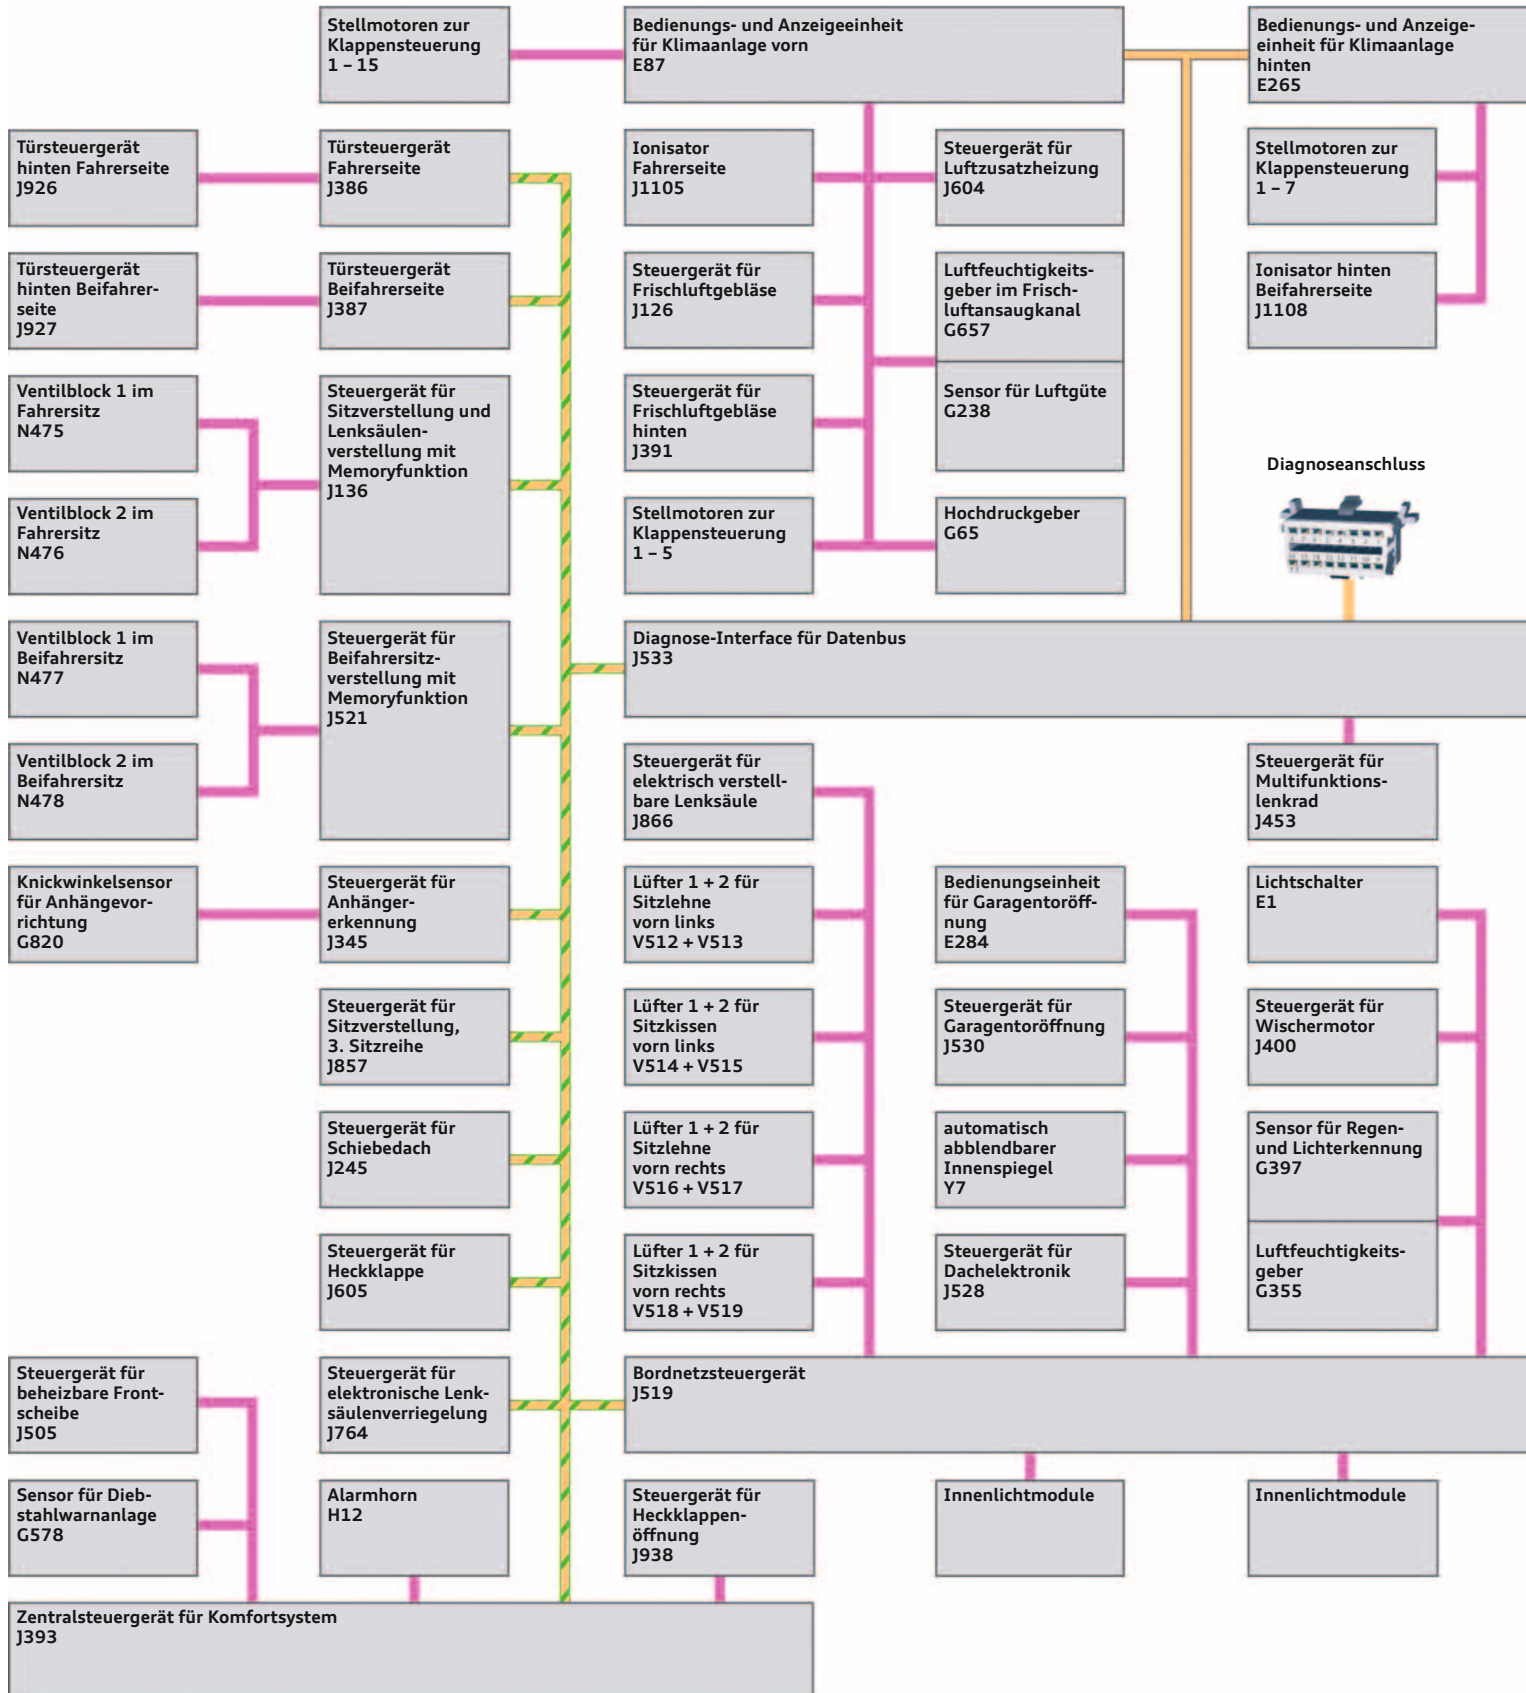 Stellmotoren zur
Klappensteuerung
1 – 15
Bedienungs- und Anzeigeeinheit
für Klimaanlage vorn
E87
Bedienungs- und Anzeige-
einheit für Klimaanlage
hinten
E265
Türsteuergerät
hinten Fahrerseite
J926
Türsteuergerät
Fahrerseite
J386
Ionisator
Fahrerseite
J1105
Steuergerät für
Luftzusatzheizung
J604
Stellmotoren zur
Klappensteuerung
1 – 7
Türsteuergerät
hinten Beifahrer-
seite
J927
Türsteuergerät
Beifahrerseite
J387
Steuergerät für
Frischluftgebläse
J126
Luftfeuchtigkeits-
geber im Frisch-
luftansaugkanal
G657
Ionisator hinten
Beifahrerseite
J1108
Ventilblock 1 im
Fahrersitz
N475
Steuergerät für
Sitzverstellung und
Lenksäulen-
verstellung mit
Memoryfunktion
J136
Steuergerät für
Frischluftgebläse
hinten
J391
Sensor für Luftgüte
G238
Diagnoseanschluss
Ventilblock 2 im
Fahrersitz
N476
Stellmotoren zur
Klappensteuerung
1 – 5
Hochdruckgeber
G65
Ventilblock 1 im
Beifahrersitz
N477
Steuergerät für
Beifahrersitz-
verstellung mit
Memoryfunktion
J521
Diagnose-Interface für Datenbus
J533
Ventilblock 2 im
Beifahrersitz
N478
Steuergerät für
elektrisch verstell-
bare Lenksäule
J866
Steuergerät für
Multifunktions-
lenkrad
J453
Knickwinkelsensor
für Anhängevor-
richtung
G820
Steuergerät für
Anhänger-
erkennung
J345
Lüfter 1 + 2 für
Sitzlehne
vorn links
V512 + V513
Bedienungseinheit
für Garagentoröff-
nung
E284
Lichtschalter
E1
Steuergerät für
Sitzverstellung,
3. Sitzreihe
J857
Lüfter 1 + 2 für
Sitzkissen
vorn links
V514 + V515
Steuergerät für
Garagentoröffnung
J530
Steuergerät für
Wischermotor
J400
Steuergerät für
Schiebedach
J245
Lüfter 1 + 2 für
Sitzlehne
vorn rechts
V516 + V517
automatisch
abblendbarer
Innenspiegel
Y7
Sensor für Regen-
und Lichterkennung
G397
Steuergerät für
Heckklappe
J605
Lüfter 1 + 2 für
Sitzkissen
vorn rechts
V518 + V519
Steuergerät für
Dachelektronik
J528
Luftfeuchtigkeits-
geber
G355
Steuergerät für
beheizbare Front-
scheibe
J505
Steuergerät für
elektronische Lenk-
säulenverriegelung
J764
Bordnetzsteuergerät
J519
Sensor für Dieb-
stahlwarnanlage
G578
Alarmhorn
H12
Steuergerät für
Heckklappen-
öffnung
J938
Innenlichtmodule
Innenlichtmodule
Zentralsteuergerät für Komfortsystem
J393